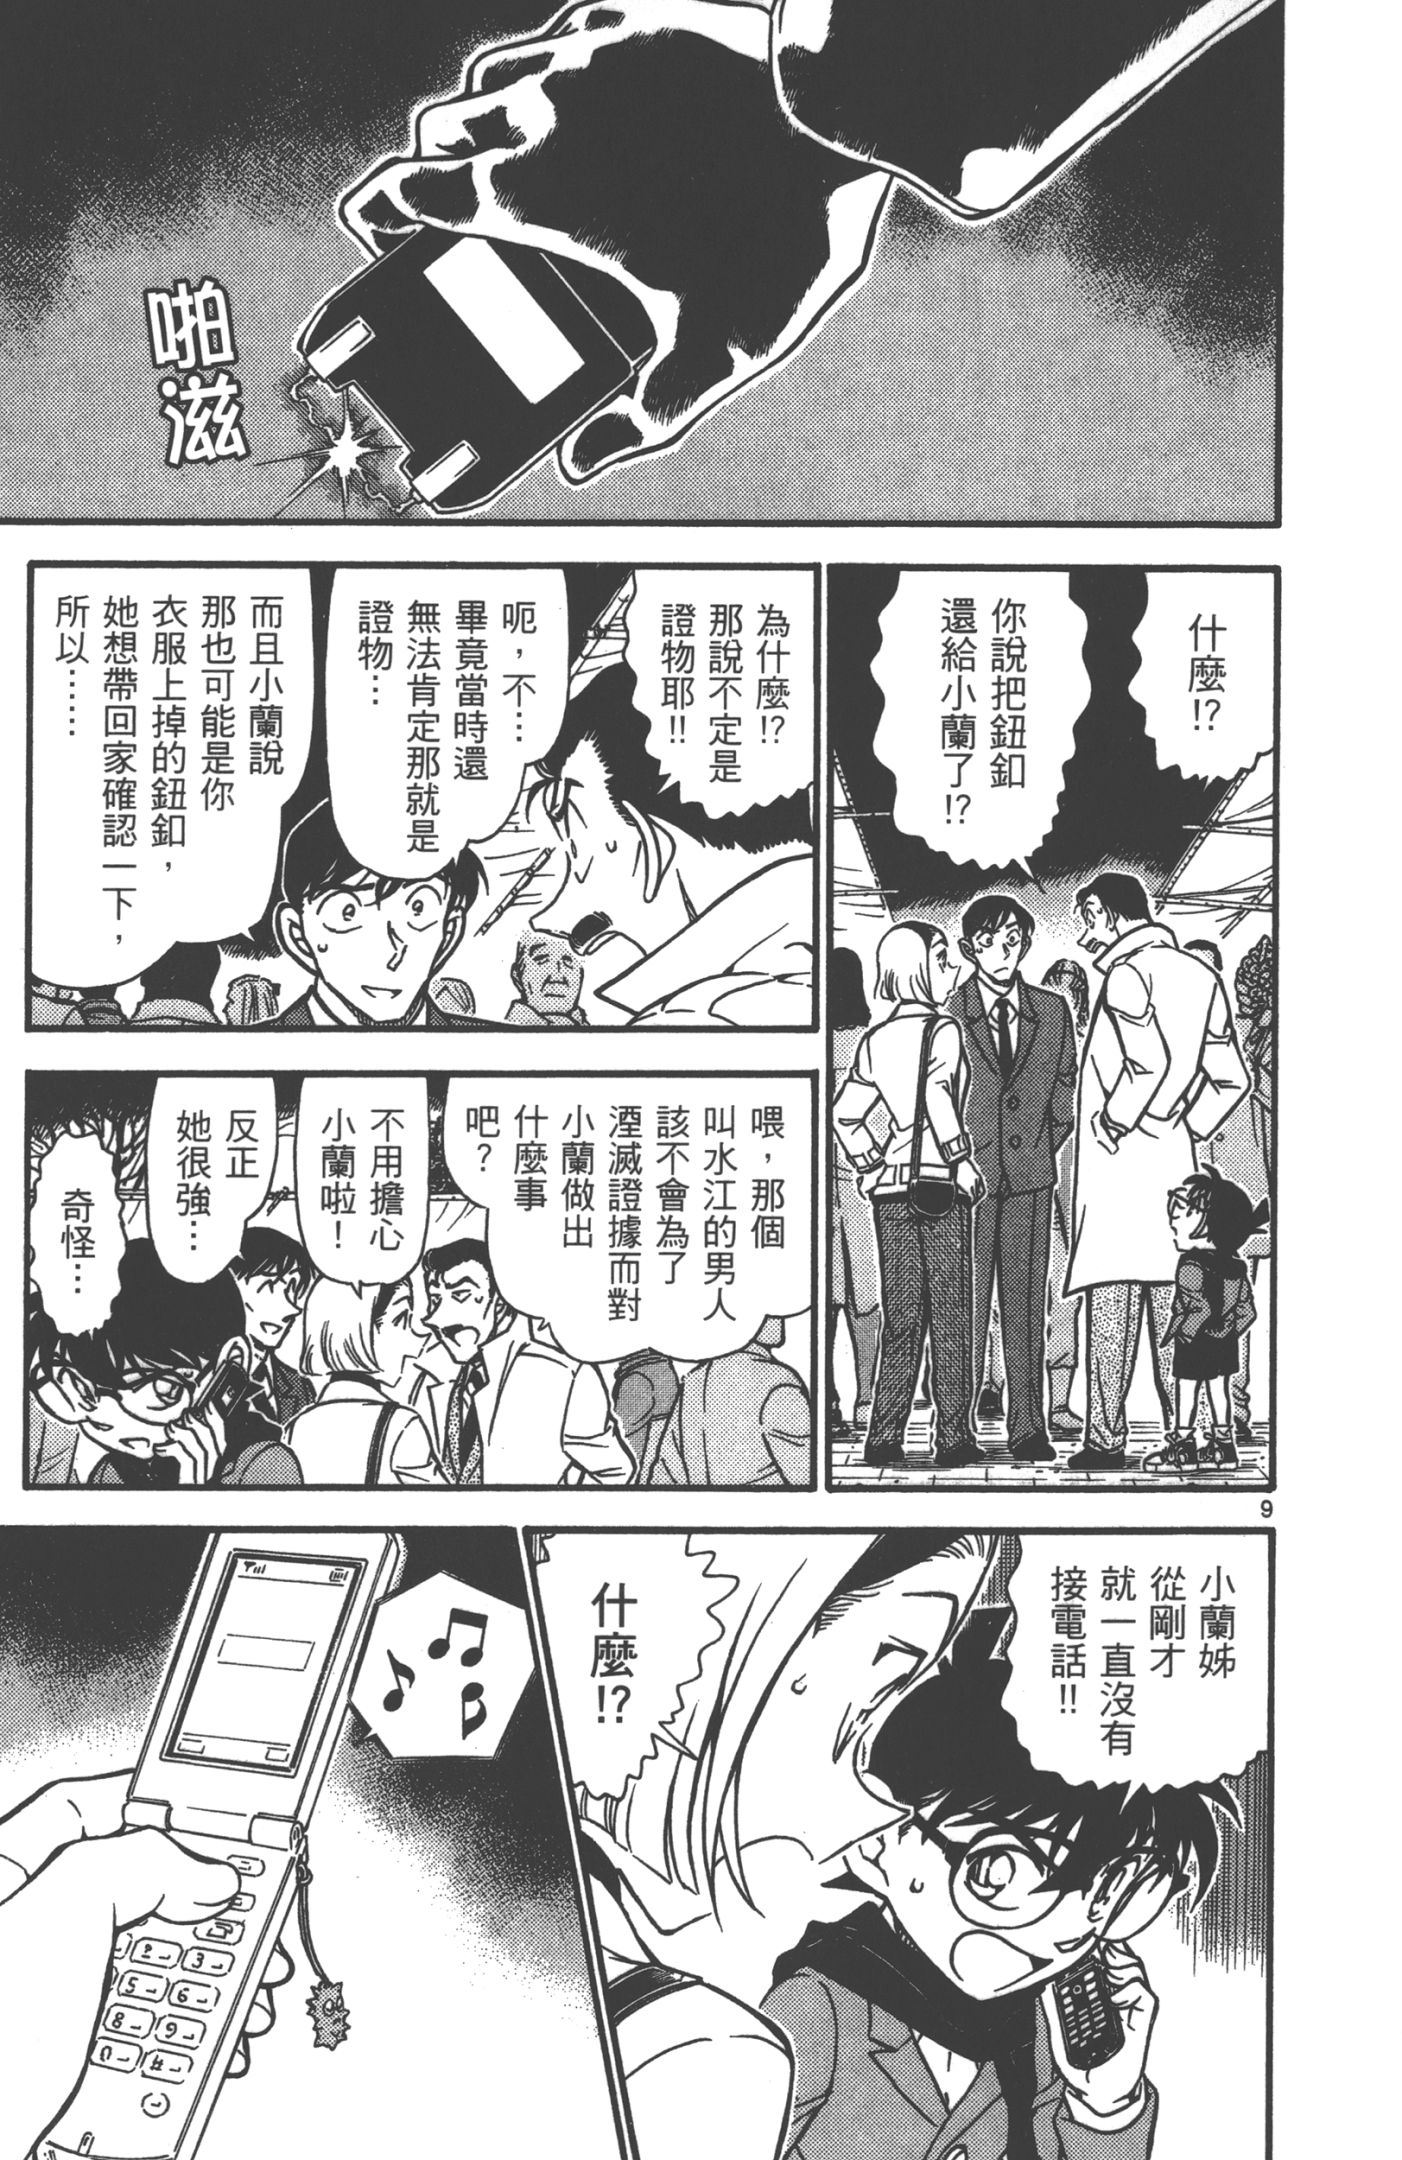 啪滋
什麼!?
你說把鈕釦
還給小蘭了!?
為什麼!?
那說不定是
證物耶!!
呃，不…
畢竟當時還
無法肯定那就是
證物…
而且小蘭說
那也可能是你
衣服上掉的鈕釦，
她想帶回家確認一下，
所以……
喂，那個
叫水江的男人
該不會為了
湮滅證據而對
小蘭做出
什麼事
吧？
不用擔心
小蘭啦！
反正
她很強…
奇怪…
9
小蘭姊
從剛才
就一直沒有
接電話!!
什麼!?